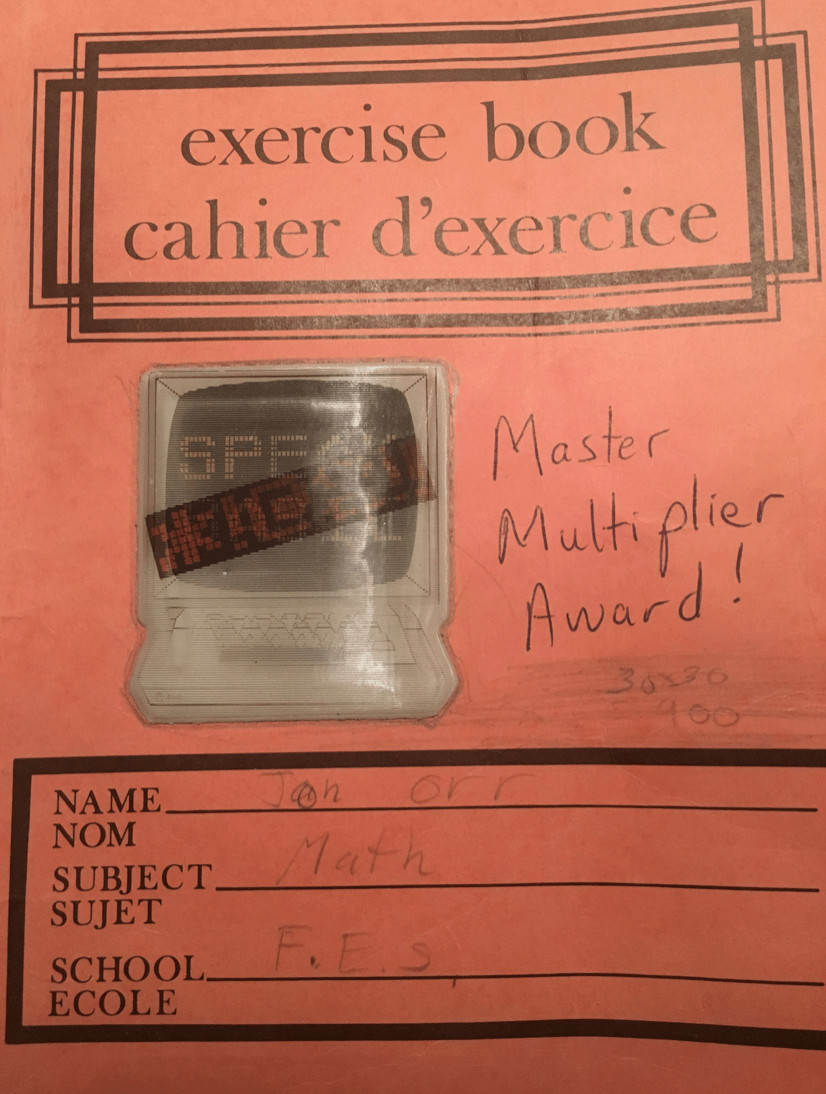 exercise book
cahier d'exercice
Master
Multiplier
Award!
30x30
900
NAME Jon Orr
NOM
SUBJECT Math
SUJET
SCHOOL F.E.S
ECOLE